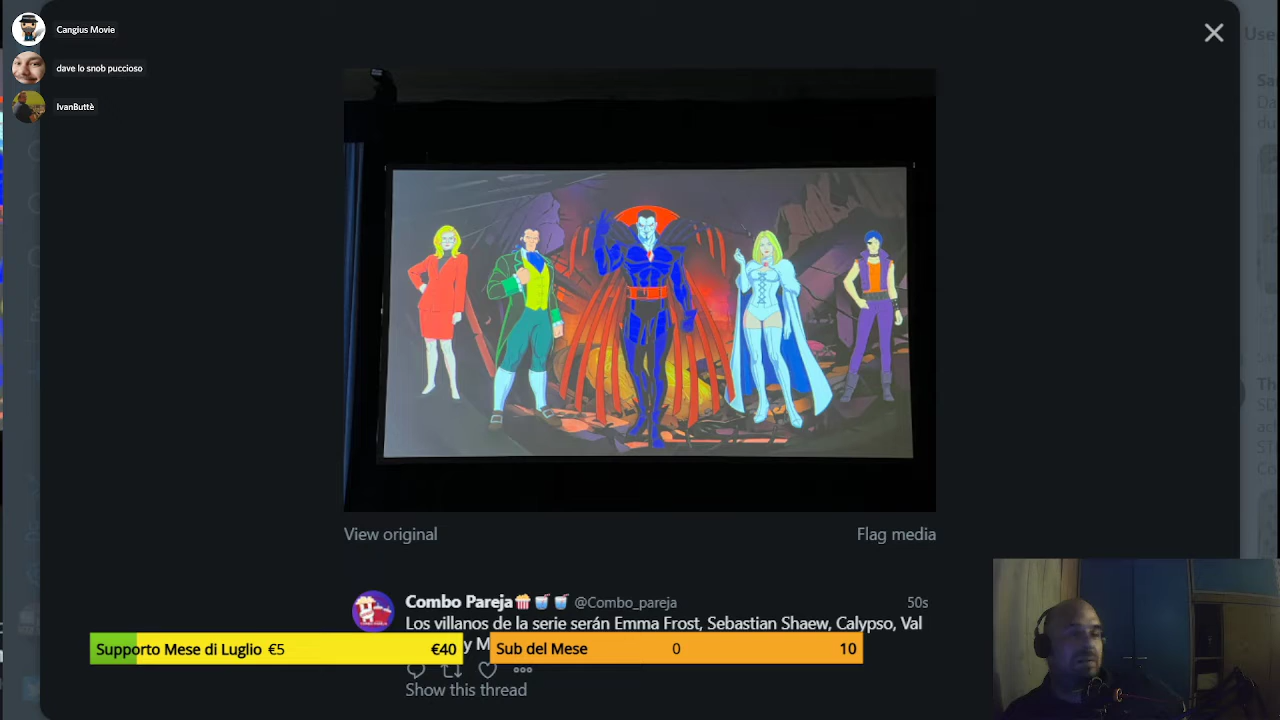 Cangius Movie
dave lo snob puccioso
IvanButtè
Use
View original
Flag media
Combo Pareja @Combo_pareja
50s
Los villanos de la serie serán Emma Frost, Sebastian Shaew, Calypso, Val
y M
Supporto Mese di Luglio €5 €40
Sub del Mese 0 10
Show this thread